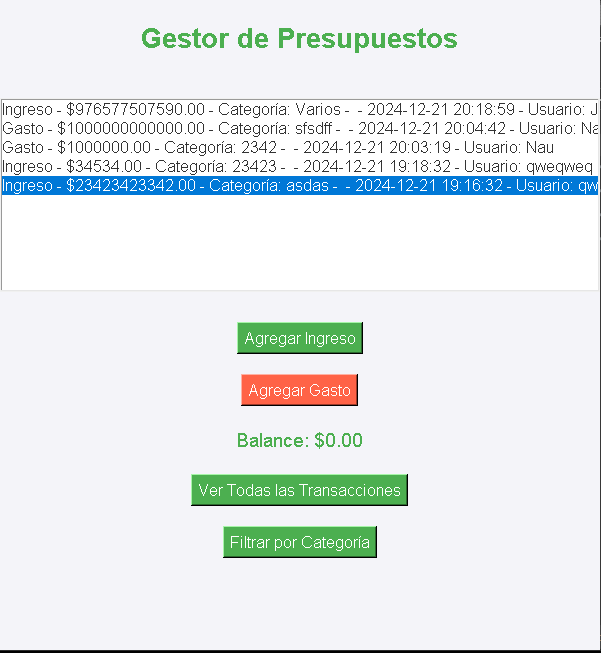 Gestor de Presupuestos
Ingreso - $976577507590.00 - Categoría: Varios - - 2024-12-21 20:18:59 - Usuario: J
Gasto - $1000000000000.00 - Categoría: sfsdff - - 2024-12-21 20:04:42 - Usuario: Na
Gasto - $1000000.00 - Categoría: 2342 - - 2024-12-21 20:03:19 - Usuario: Nau
Ingreso - $34534.00 - Categoría: 23423 - - 2024-12-21 19:18:32 - Usuario: qweqweq
Ingreso - $23423423342.00 - Categoría: asdas - - 2024-12-21 19:16:32 - Usuario: qw
Agregar Ingreso
Agregar Gasto
Balance: $0.00
Ver Todas las Transacciones
Filtrar por Categoría